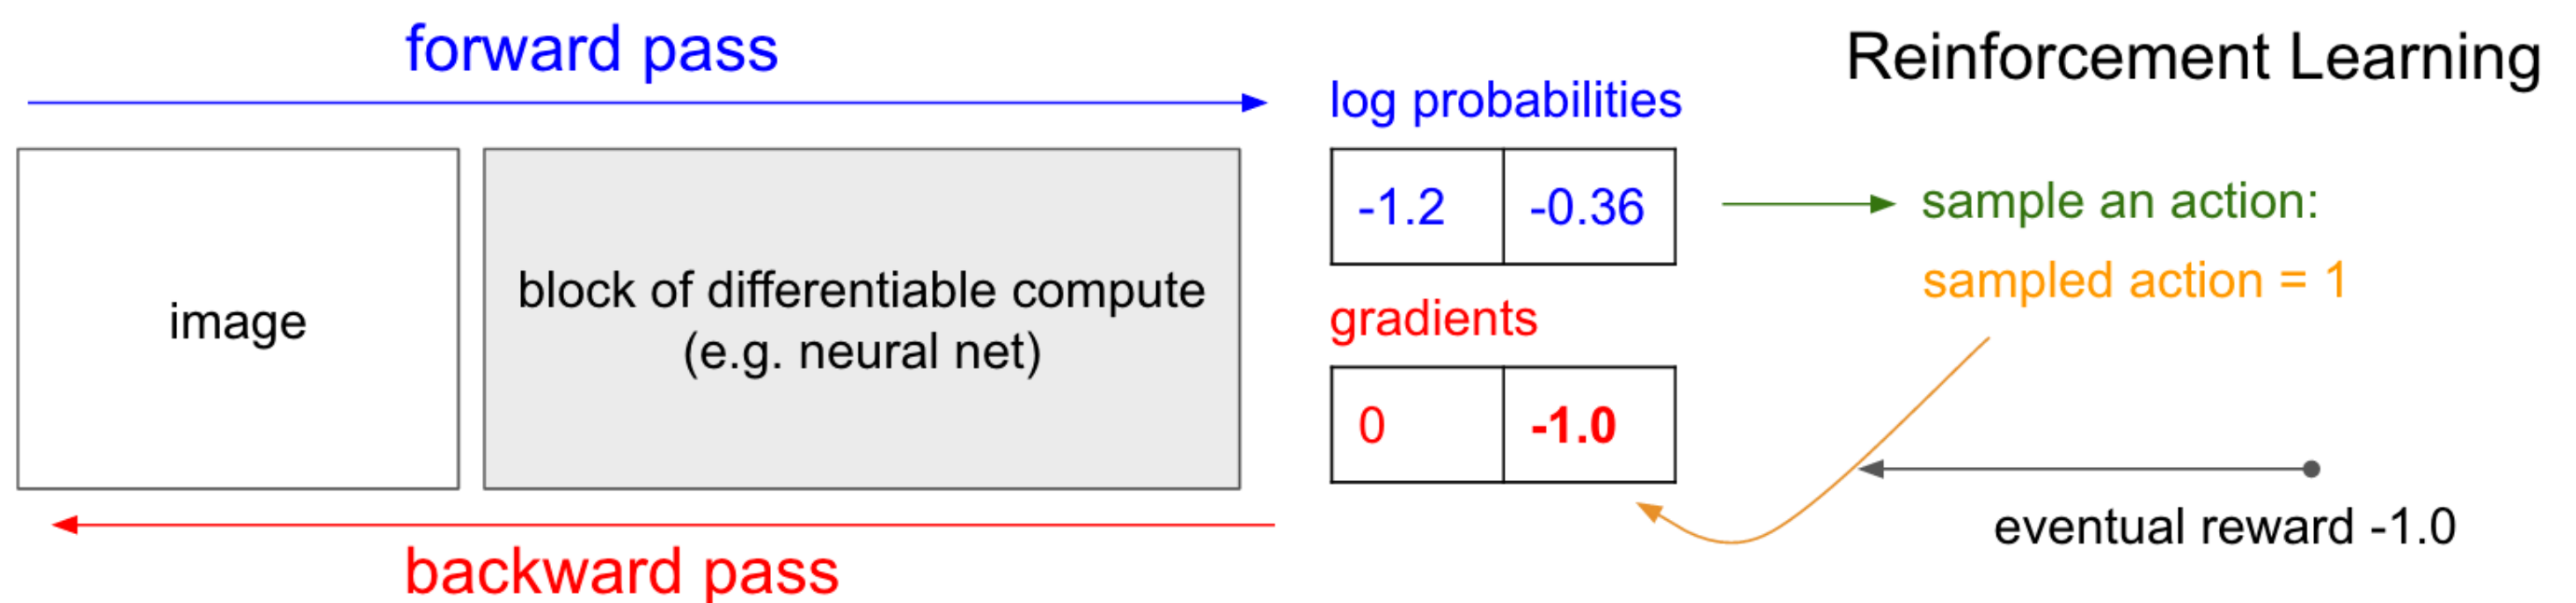 forward pass
Reinforcement Learning
log probabilities
-1.2 -0.36
sample an action:
sampled action = 1
image
block of differentiable compute
(e.g. neural net)
gradients
0 -1.0
eventual reward -1.0
backward pass